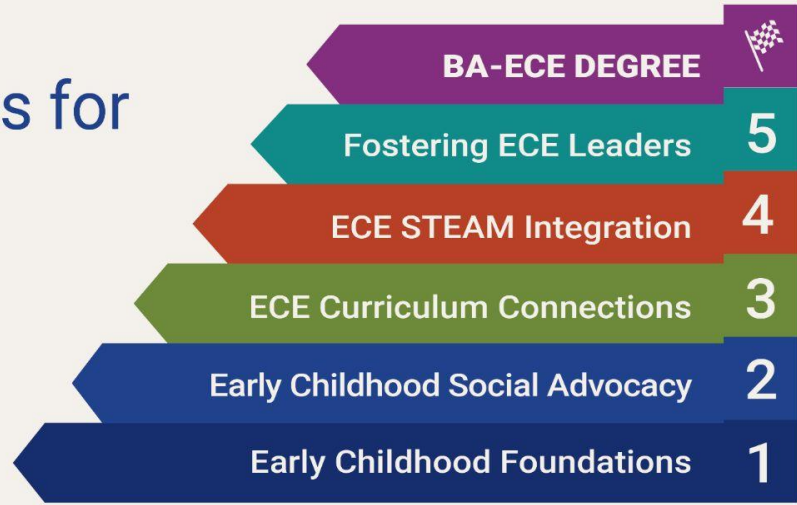 s for
BA-ECE DEGREE
Fostering ECE Leaders 5
ECE STEAM Integration 4
ECE Curriculum Connections 3
Early Childhood Social Advocacy 2
Early Childhood Foundations 1